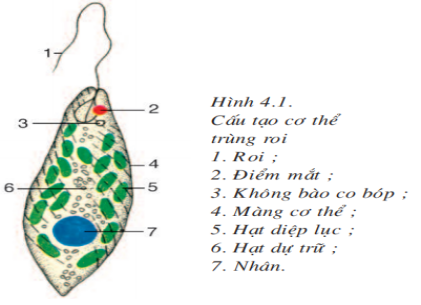 1
2
3
4
5
6
7
Hình 4.1.
Cấu tạo cơ thể
trùng roi
1. Roi ;
2. Điểm mắt ;
3. Không bào co bóp ;
4. Màng cơ thể ;
5. Hạt diệp lục ;
6. Hạt dự trữ ;
7. Nhân.